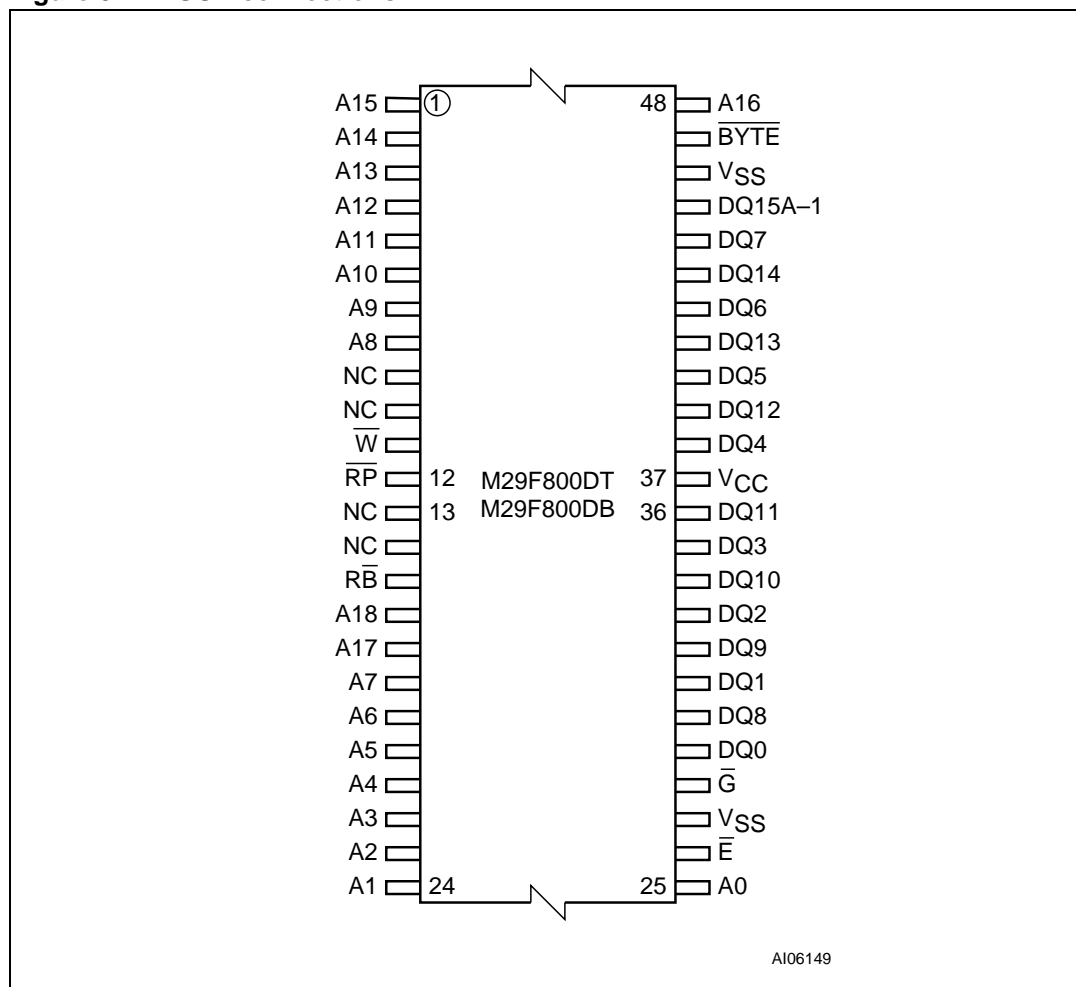 A15 1 48 A16
A14 B̅Y̅T̅E̅
A13 VSS
A12 DQ15A–1
A11 DQ7
A10 DQ14
A9 DQ6
A8 DQ13
NC DQ5
NC DQ12
W̅ DQ4
R̅P̅ 12 M29F800DT 37 VCC
NC 13 M29F800DB 36 DQ11
NC DQ3
RB̅ DQ10
A18 DQ2
A17 DQ9
A7 DQ1
A6 DQ8
A5 DQ0
A4 G̅
A3 VSS
A2 E̅
A1 24 25 A0
AI06149